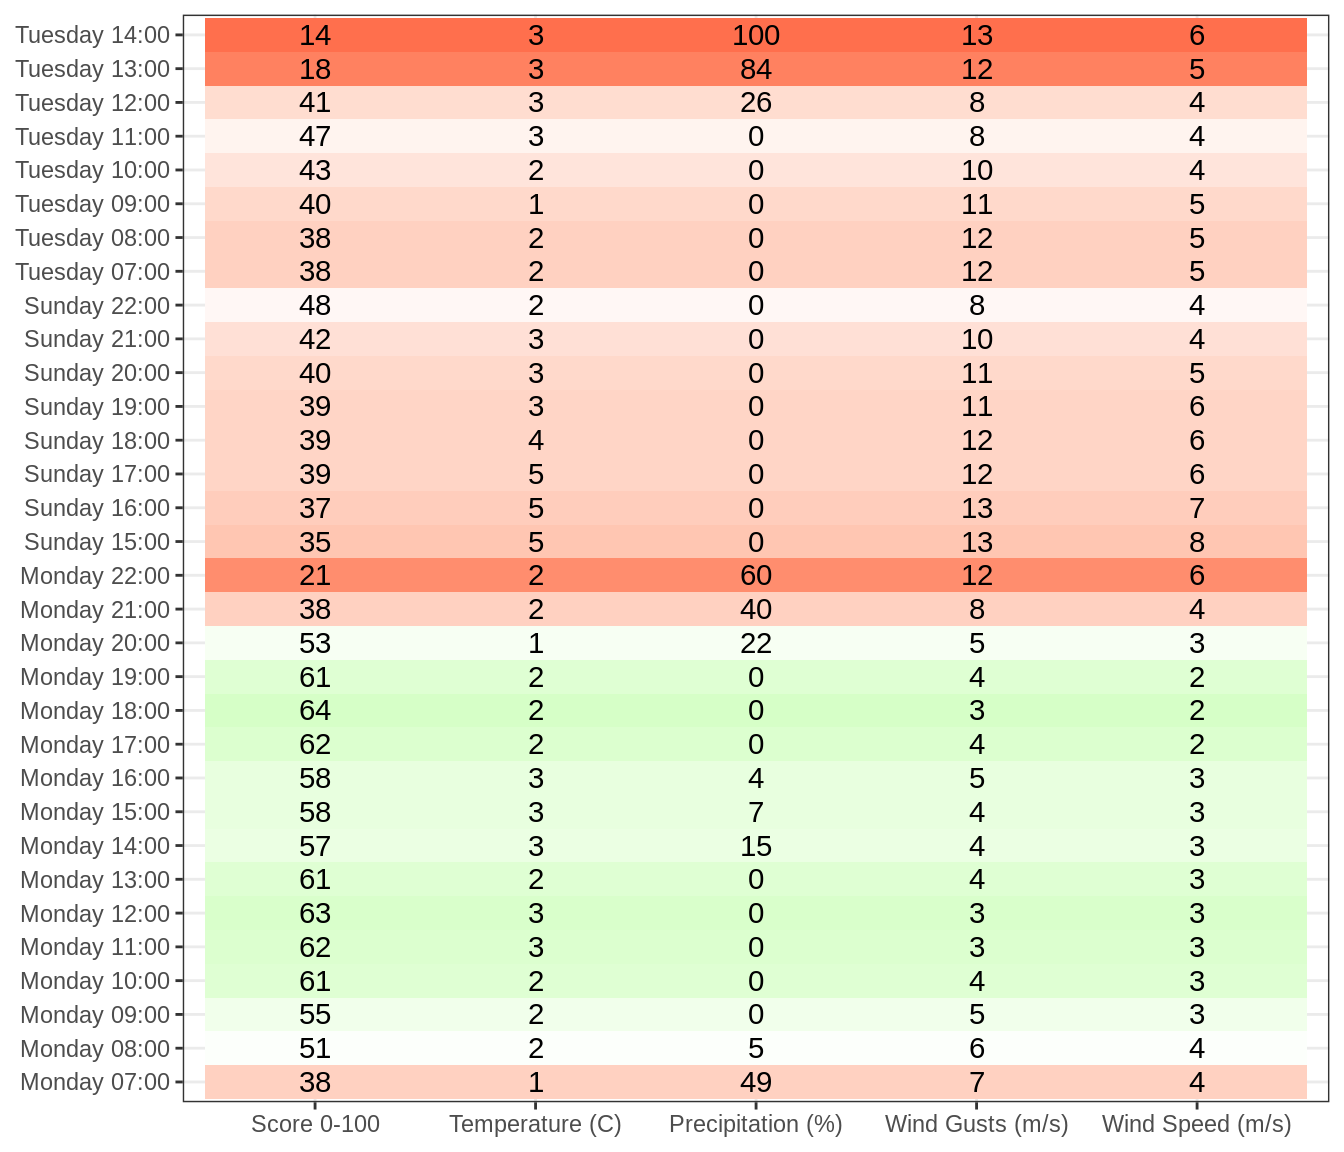 Tuesday 14:00 14 3 100 13 6
Tuesday 13:00 18 3 84 12 5
Tuesday 12:00 41 3 26 8 4
Tuesday 11:00 47 3 0 8 4
Tuesday 10:00 43 2 0 10 4
Tuesday 09:00 40 1 0 11 5
Tuesday 08:00 38 2 0 12 5
Tuesday 07:00 38 2 0 12 5
Sunday 22:00 48 2 0 8 4
Sunday 21:00 42 3 0 10 4
Sunday 20:00 40 3 0 11 5
Sunday 19:00 39 3 0 11 6
Sunday 18:00 39 4 0 12 6
Sunday 17:00 39 5 0 12 6
Sunday 16:00 37 5 0 13 7
Sunday 15:00 35 5 0 13 8
Monday 22:00 21 2 60 12 6
Monday 21:00 38 2 40 8 4
Monday 20:00 53 1 22 5 3
Monday 19:00 61 2 0 4 2
Monday 18:00 64 2 0 3 2
Monday 17:00 62 2 0 4 2
Monday 16:00 58 3 4 5 3
Monday 15:00 58 3 7 4 3
Monday 14:00 57 3 15 4 3
Monday 13:00 61 2 0 4 3
Monday 12:00 63 3 0 3 3
Monday 11:00 62 3 0 3 3
Monday 10:00 61 2 0 4 3
Monday 09:00 55 2 0 5 3
Monday 08:00 51 2 5 6 4
Monday 07:00 38 1 49 7 4
Score 0-100 Temperature (C) Precipitation (%) Wind Gusts (m/s) Wind Speed (m/s)